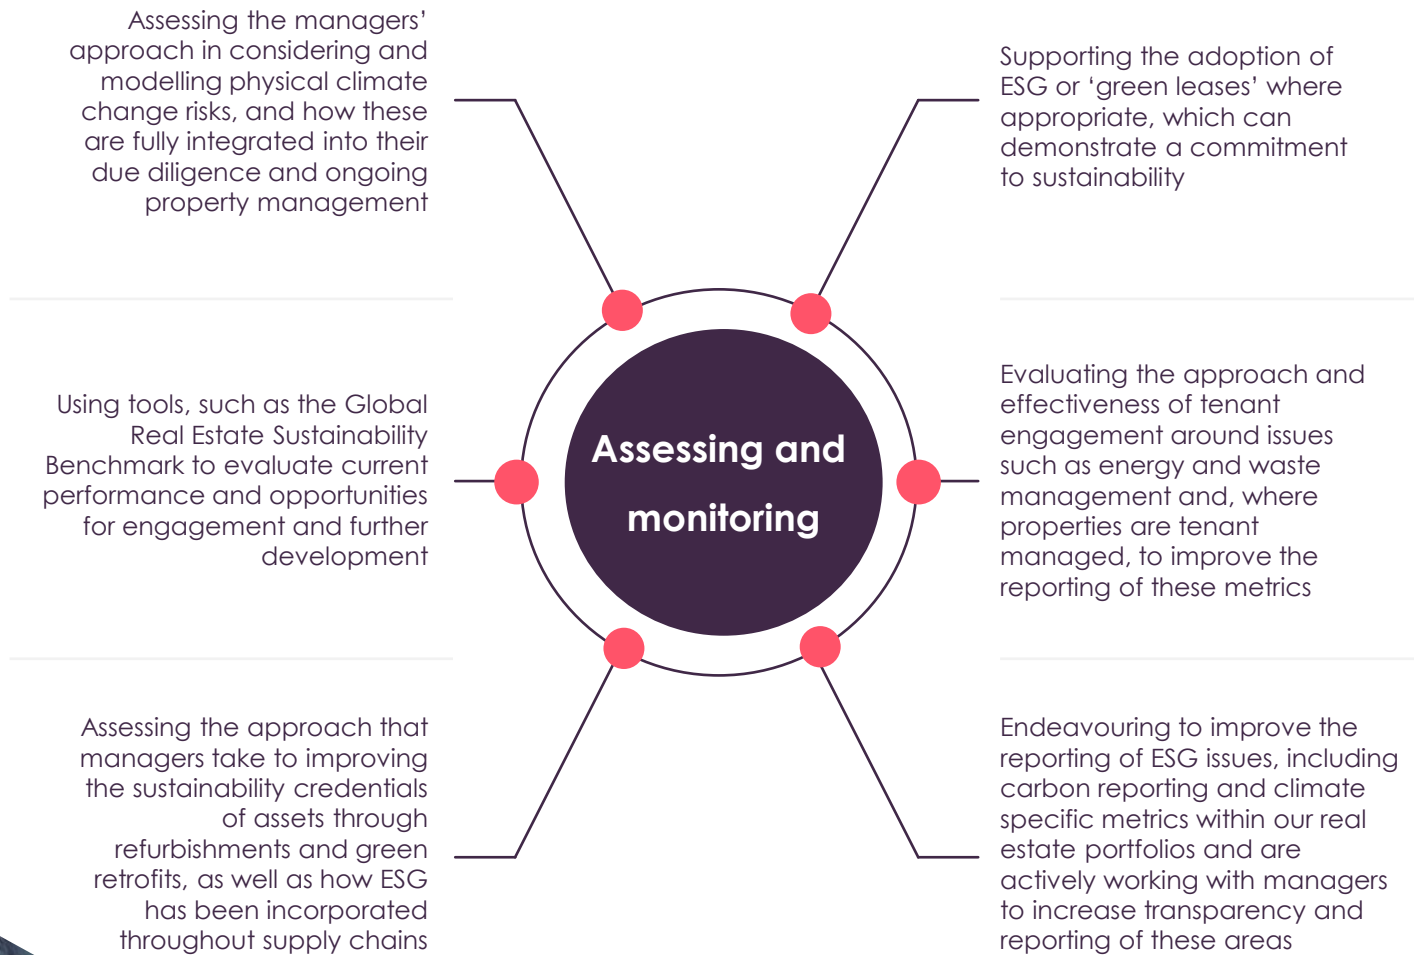 Assessing the managers’
approach in considering and
modelling physical climate
change risks, and how these
are fully integrated into their
due diligence and ongoing
property management
Using tools, such as the Global
Real Estate Sustainability
Benchmark to evaluate current
performance and opportunities
for engagement and further
development
Assessing the approach that
managers take to improving
the sustainability credentials
of assets through
refurbishments and green
retrofits, as well as how ESG
has been incorporated
throughout supply chains
Assessing and
monitoring
Supporting the adoption of
ESG or ‘green leases’ where
appropriate, which can
demonstrate a commitment
to sustainability
Evaluating the approach and
effectiveness of tenant
engagement around issues
such as energy and waste
management and, where
properties are tenant
managed, to improve the
reporting of these metrics
Endeavouring to improve the
reporting of ESG issues, including
carbon reporting and climate
specific metrics within our real
estate portfolios and are
actively working with managers
to increase transparency and
reporting of these areas